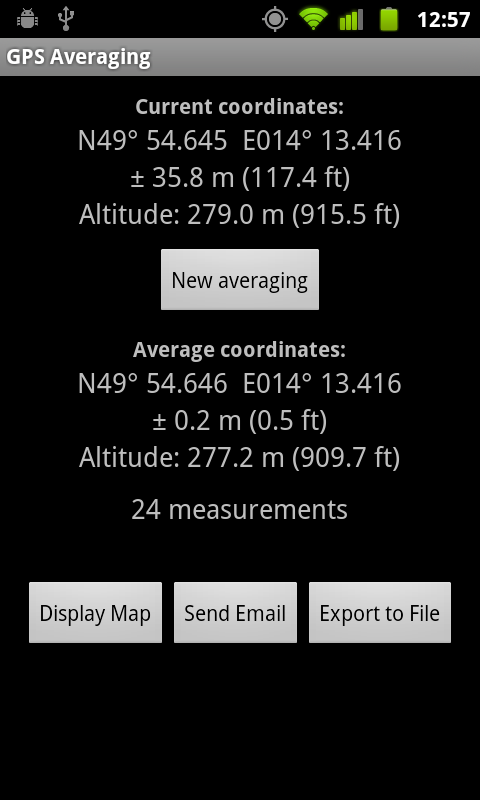 12:57
GPS Averaging
Current coordinates:
N49° 54.645  E014° 13.416
± 35.8 m (117.4 ft)
Altitude: 279.0 m (915.5 ft)
New averaging
Average coordinates:
N49° 54.646  E014° 13.416
± 0.2 m (0.5 ft)
Altitude: 277.2 m (909.7 ft)
24 measurements
Display Map  Send Email  Export to File